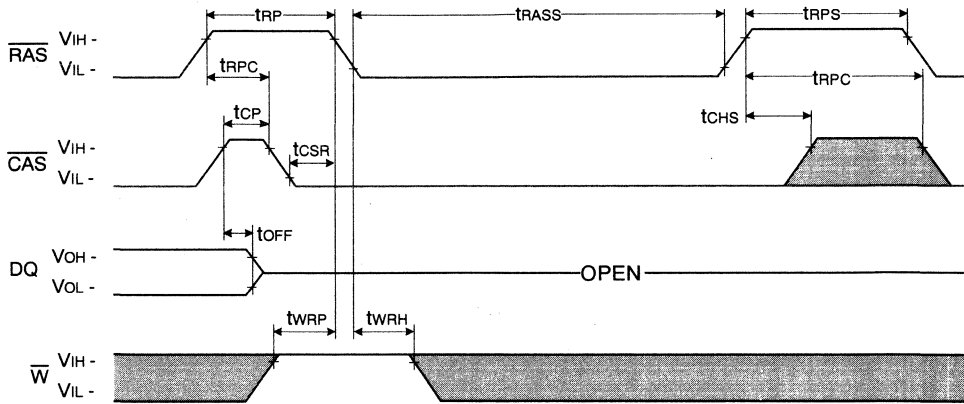 tRP
tRASS
tRPS
RAS
VIH -
VIL -
tRPC
tRPC
tCP
tCHS
CAS
VIH -
VIL -
tCSR
tOFF
DQ
VOH -
VOL -
OPEN
tWRP
tWRH
W
VIH -
VIL -